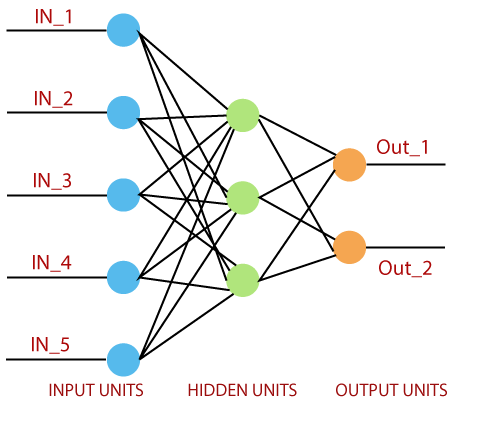 IN_1
IN_2
IN_3
IN_4
IN_5
Out_1
Out_2
INPUT UNITS
HIDDEN UNITS
OUTPUT UNITS